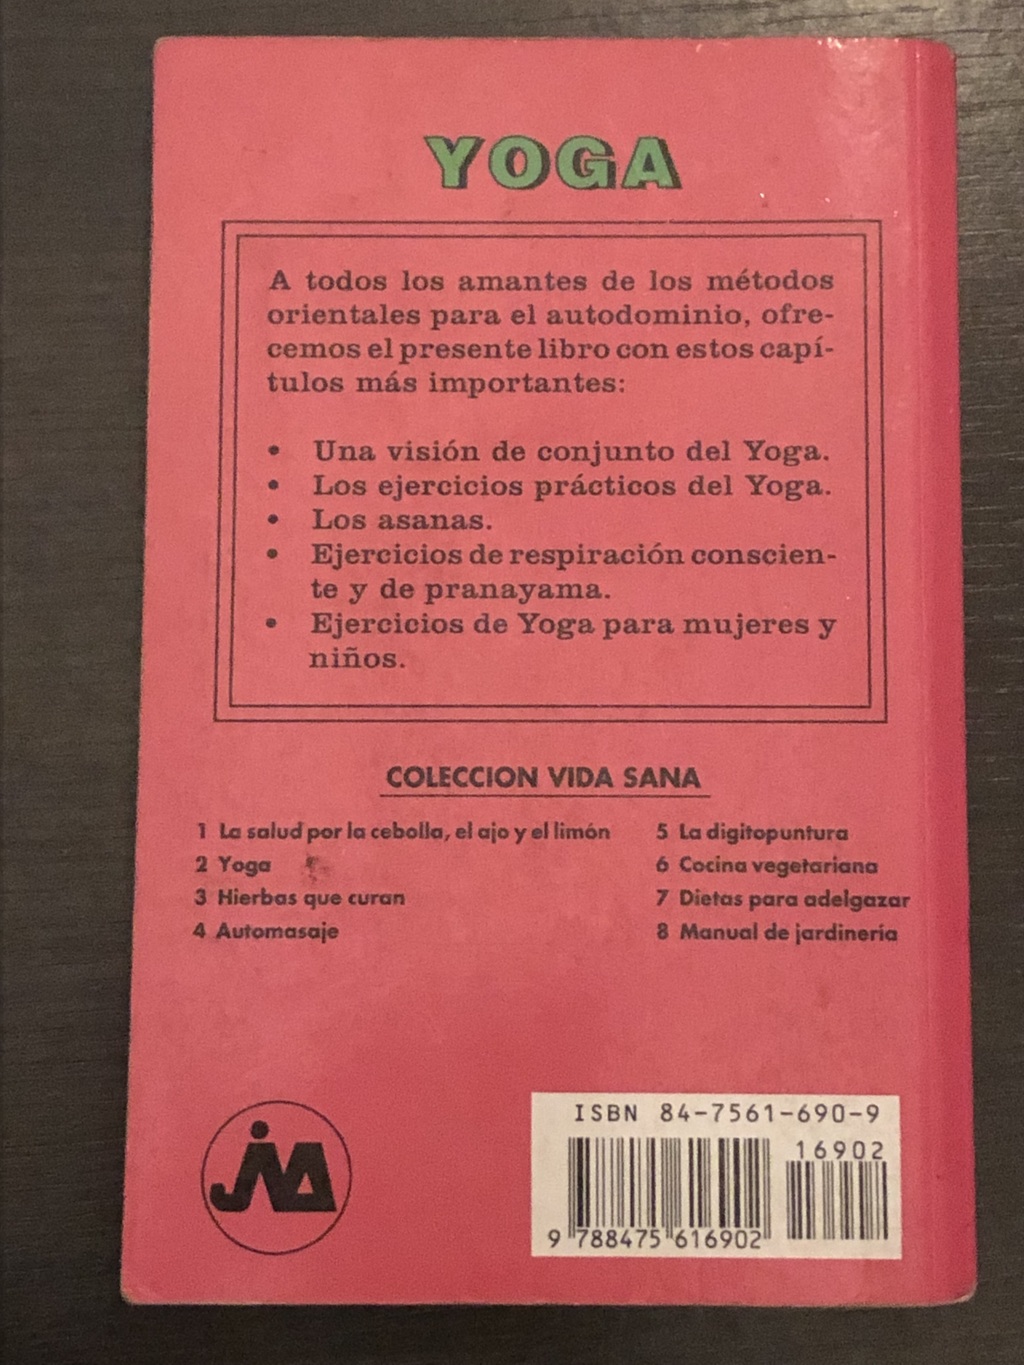 YOGA
A todos los amantes de los métodos
orientales para el autodominio, ofre-
cemos el presente libro con estos capí-
tulos más importantes:
• Una visión de conjunto del Yoga.
• Los ejercicios prácticos del Yoga.
• Los asanas.
• Ejercicios de respiración conscien-
te y de pranayama.
• Ejercicios de Yoga para mujeres y
niños.
COLECCION VIDA SANA
1 La salud por la cebolla, el ajo y el limón
2 Yoga
3 Hierbas que curan
4 Automasaje
5 La digitopuntura
6 Cocina vegetariana
7 Dietas para adelgazar
8 Manual de jardinería
JMA
ISBN 84-7561-690-9
16902
9 788475 616902